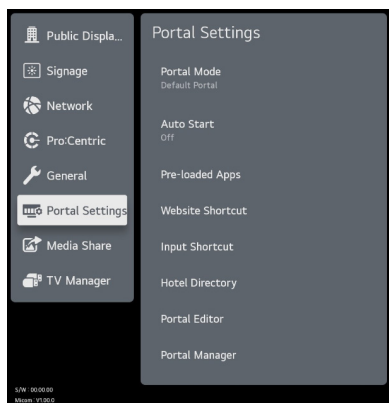 Public Displa...
Signage
Network
Pro:Centric
General
Portal Settings
Media Share
TV Manager
Portal Settings
Portal Mode
Default Portal
Auto Start
Off
Pre-loaded Apps
Website Shortcut
Input Shortcut
Hotel Directory
Portal Editor
Portal Manager
S/W : 00.00.00
Micom : V1.00.0